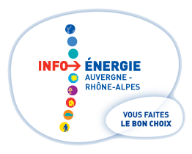 INFO→ÉNERGIE
AUVERGNE -
RHÔNE-ALPES
VOUS FAITES
LE BON CHOIX